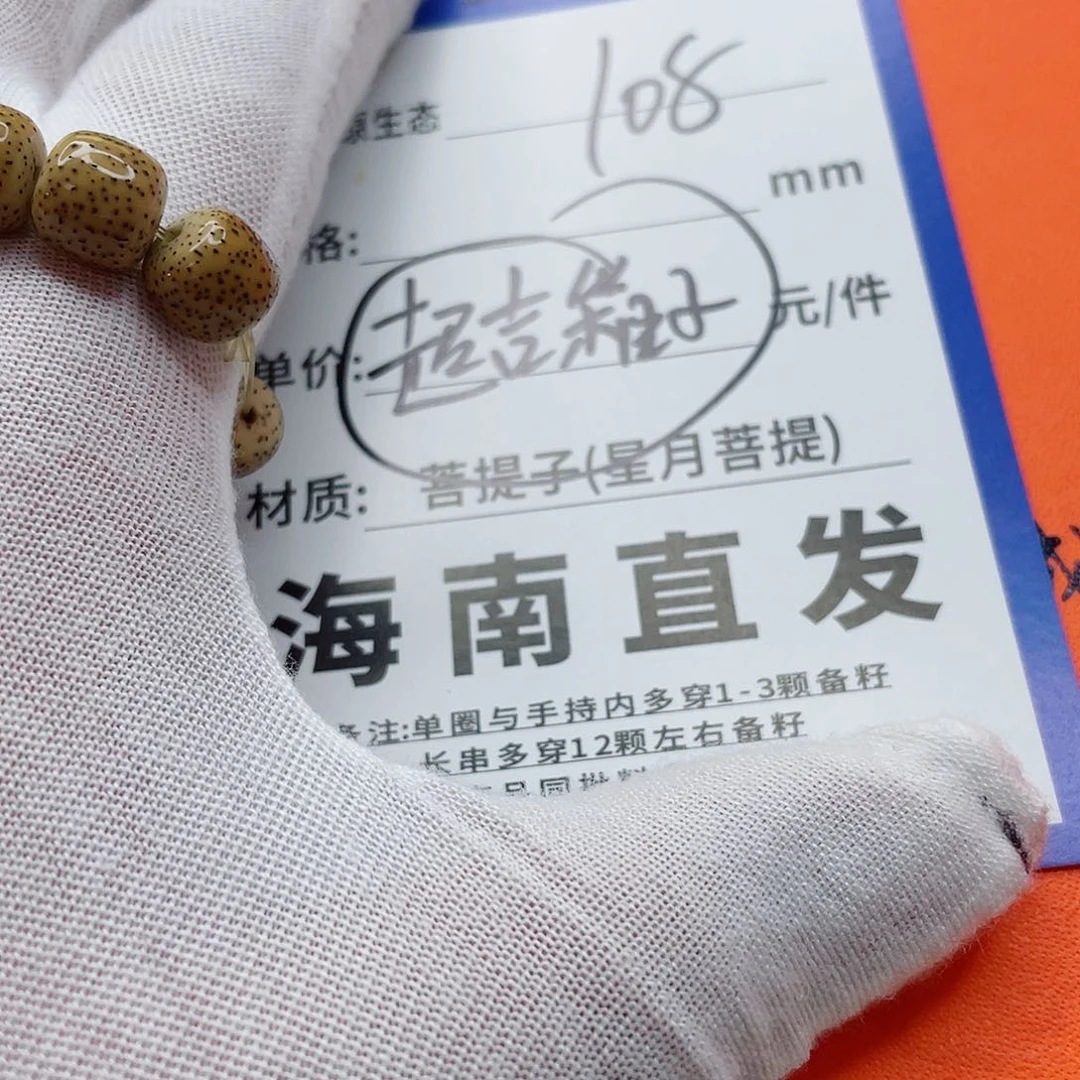 原生态 108
格: mm
单价: 超吉 子 元/件
材质: 菩提子(星月菩提)
海南直发
备注:单圈与手持内多穿1-3颗备籽
长串多穿12颗左右备籽